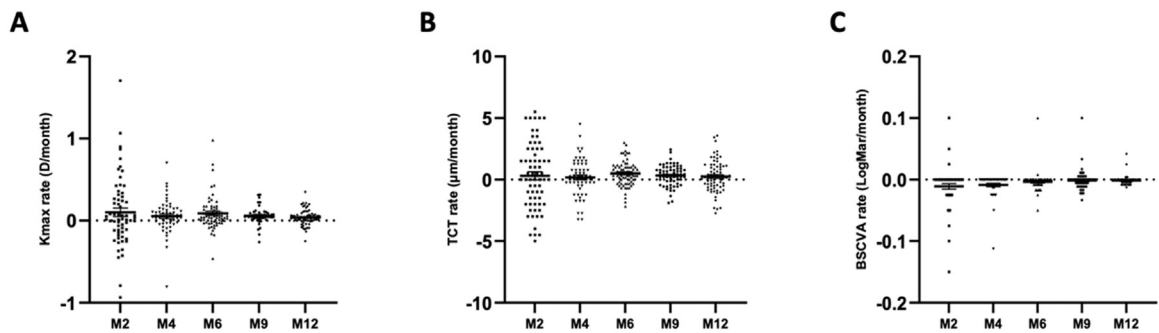 A
B
C
Kmax rate (D/month)
2
1
0
-1
M2 M4 M6 M9 M12
TCT rate (μm/month)
10
5
0
-5
-10
M2 M4 M6 M9 M12
BSCVA rate (LogMar/month)
0.2
0.1
0.0
-0.1
-0.2
M2 M4 M6 M9 M12